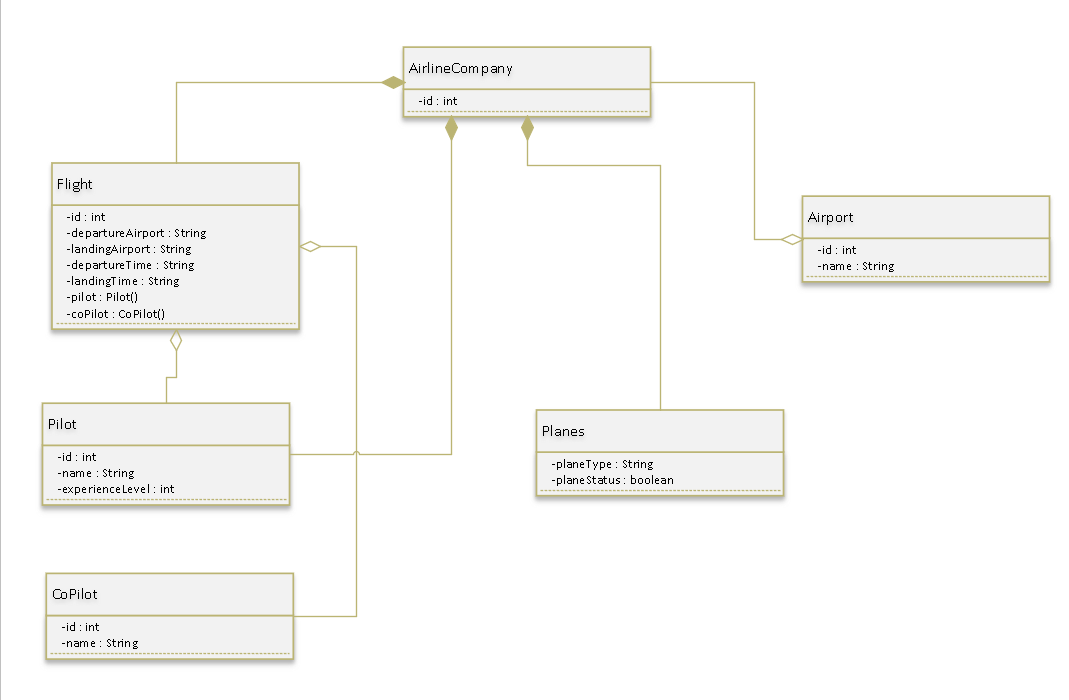 AirlineCompany
-id : int
Flight
-id : int
-departureAirport : String
-landingAirport : String
-departureTime : String
-landingTime : String
-pilot : Pilot()
-coPilot : CoPilot()
Airport
-id : int
-name : String
Pilot
-id : int
-name : String
-experienceLevel : int
Planes
-planeType : String
-planeStatus : boolean
CoPilot
-id : int
-name : String